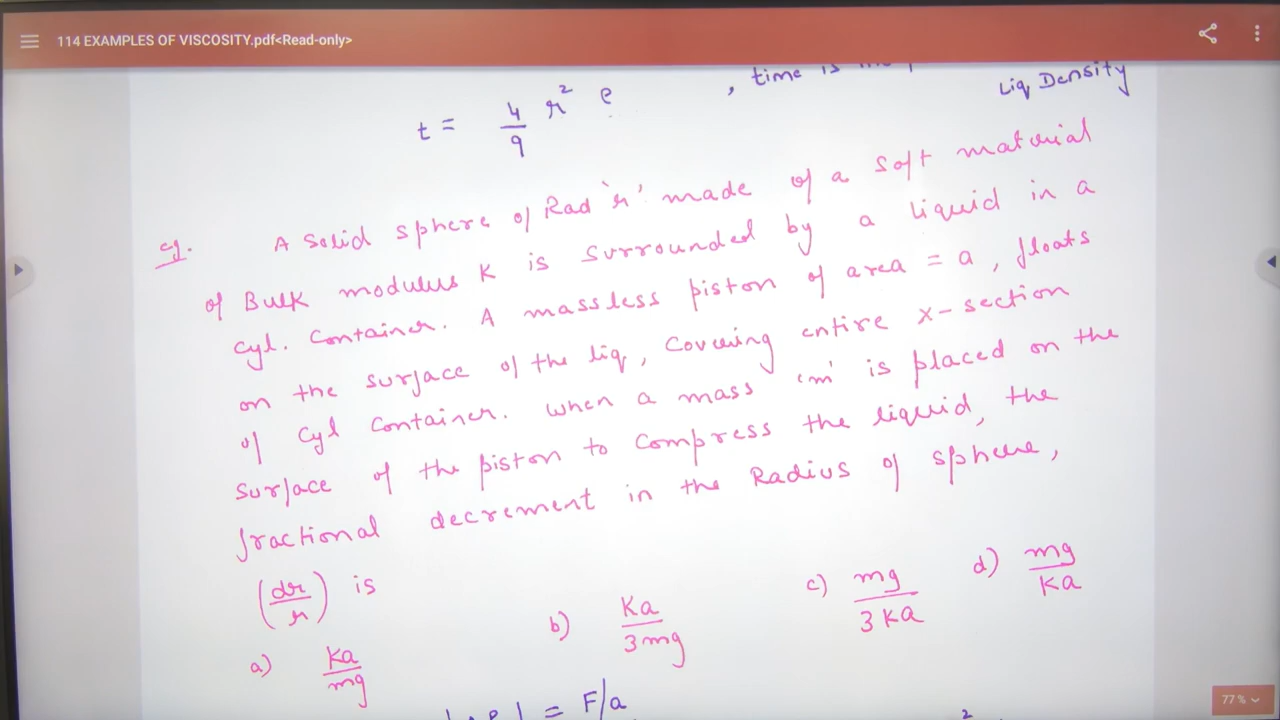 114 EXAMPLES OF VISCOSITY.pdf<Read-only>
t = 4/9 r² e , time is
Liq Density
eg. A solid sphere of Rad 'r' made of a soft material
of Bulk modulus K is surrounded by a liquid in a
cyl. container. A massless piston of area = a, floats
on the surface of the liq, covering entire x-section
of cyl container. when a mass 'm' is placed on the
surface of the piston to compress the liquid, the
fractional decrement in the Radius of sphere,
(dr/r) is
a) Ka/mg b) Ka/3mg c) mg/3Ka d) mg/Ka
= F/a
77%